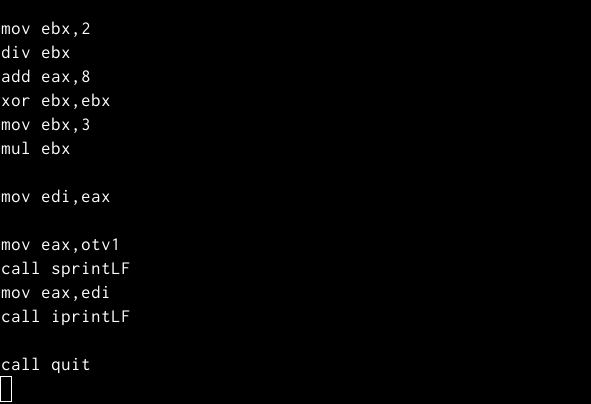 mov ebx,2
div ebx
add eax,8
xor ebx,ebx
mov ebx,3
mul ebx
mov edi,eax
mov eax,otv1
call sprintLF
mov eax,edi
call iprintLF
call quit